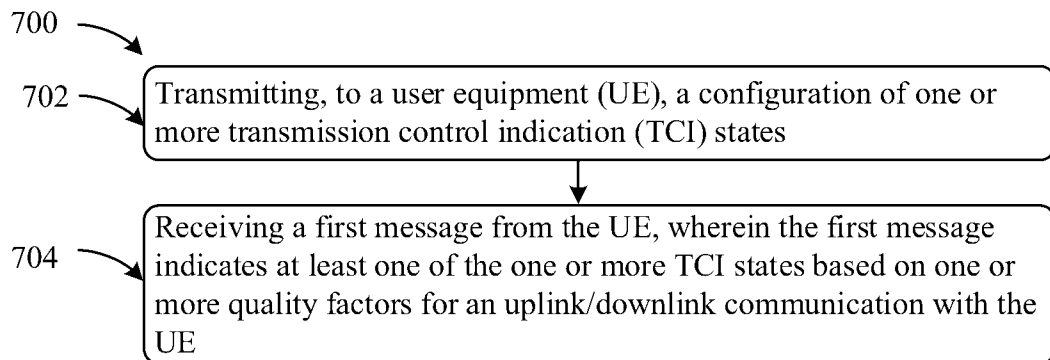 700
702
Transmitting, to a user equipment (UE), a configuration of one or
more transmission control indication (TCI) states
704
Receiving a first message from the UE, wherein the first message
indicates at least one of the one or more TCI states based on one or
more quality factors for an uplink/downlink communication with the
UE